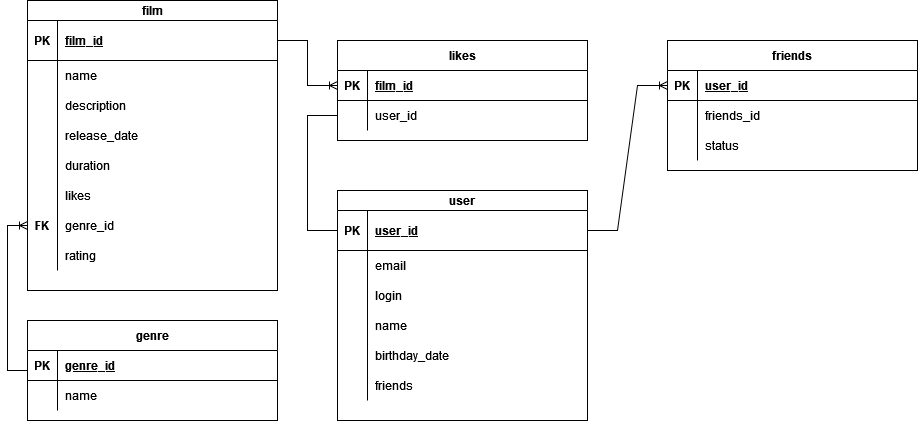 film
PK film_id
name
description
release_date
duration
likes
FK genre_id
rating
genre
PK genre_id
name
likes
PK film_id
user_id
user
PK user_id
email
login
name
birthday_date
friends
friends
PK user_id
friends_id
status